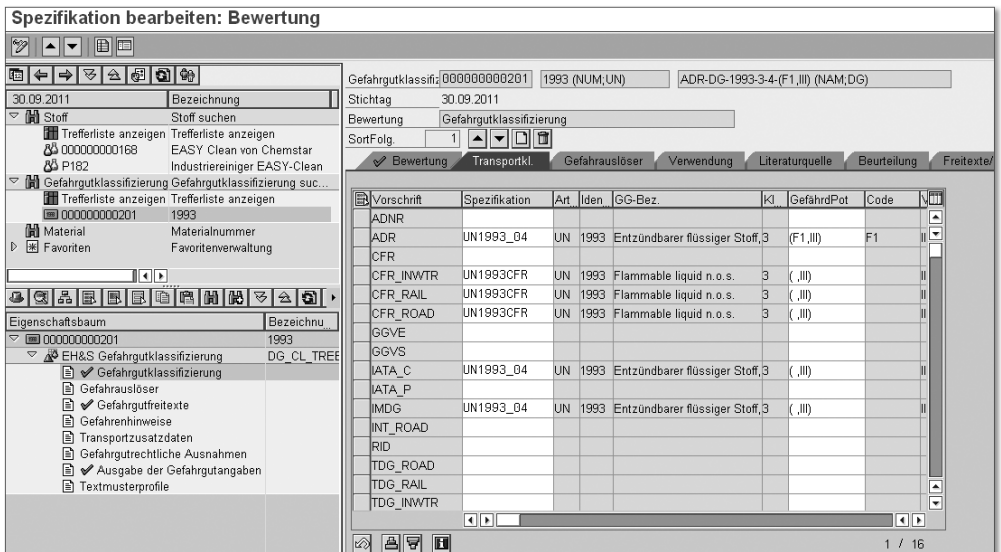 Spezifikation bearbeiten: Bewertung
30.09.2011 Bezeichnung
Stoff Stoff suchen
Trefferliste anzeigen Trefferliste anzeigen
000000000168 EASY Clean von Chemstar
P182 Industriereiniger EASY-Clean
Gefahrgutklassifizierung Gefahrgutklassifizierung suc...
Trefferliste anzeigen Trefferliste anzeigen
000000000201 1993
Material Materialnummer
Favoriten Favoritenverwaltung
Eigenschaftsbaum Bezeichnu...
000000000201 1993
EH&S Gefahrgutklassifizierung DG_CL_TREE
Gefahrgutklassifizierung
Gefahrauslöser
Gefahrgutfreitexte
Gefahrenhinweise
Transportzusatzdaten
Gefahrgutrechtliche Ausnahmen
Ausgabe der Gefahrgutangaben
Textmusterprofile
Gefahrgutklassifiz 000000000201 1993 (NUM;UN) ADR-DG-1993-3-4-(F1,III) (NAM;DG)
Stichtag 30.09.2011
Bewertung Gefahrgutklassifizierung
SortFolg. 1
Bewertung Transportkl. Gefahrauslöser Verwendung Literaturquelle Beurteilung Freitexte/
Vorschrift Spezifikation Art... Iden... GG-Bez. Kl... GefährdPot Code
ADNR
ADR UN1993_04 UN 1993 Entzündbarer flüssiger Stoff, 3 (F1,III) F1
CFR
CFR_INWTR UN1993CFR UN 1993 Flammable liquid n.o.s. 3 ( ,III)
CFR_RAIL UN1993CFR UN 1993 Flammable liquid n.o.s. 3 ( ,III)
CFR_ROAD UN1993CFR UN 1993 Flammable liquid n.o.s. 3 ( ,III)
GGVE
GGVS
IATA_C UN1993_04 UN 1993 Entzündbarer flüssiger Stoff, 3 ( ,III)
IATA_P
IMDG UN1993_04 UN 1993 Entzündbarer flüssiger Stoff, 3 ( ,III)
INT_ROAD
RID
TDG_ROAD
TDG_RAIL
TDG_INWTR
1 / 16